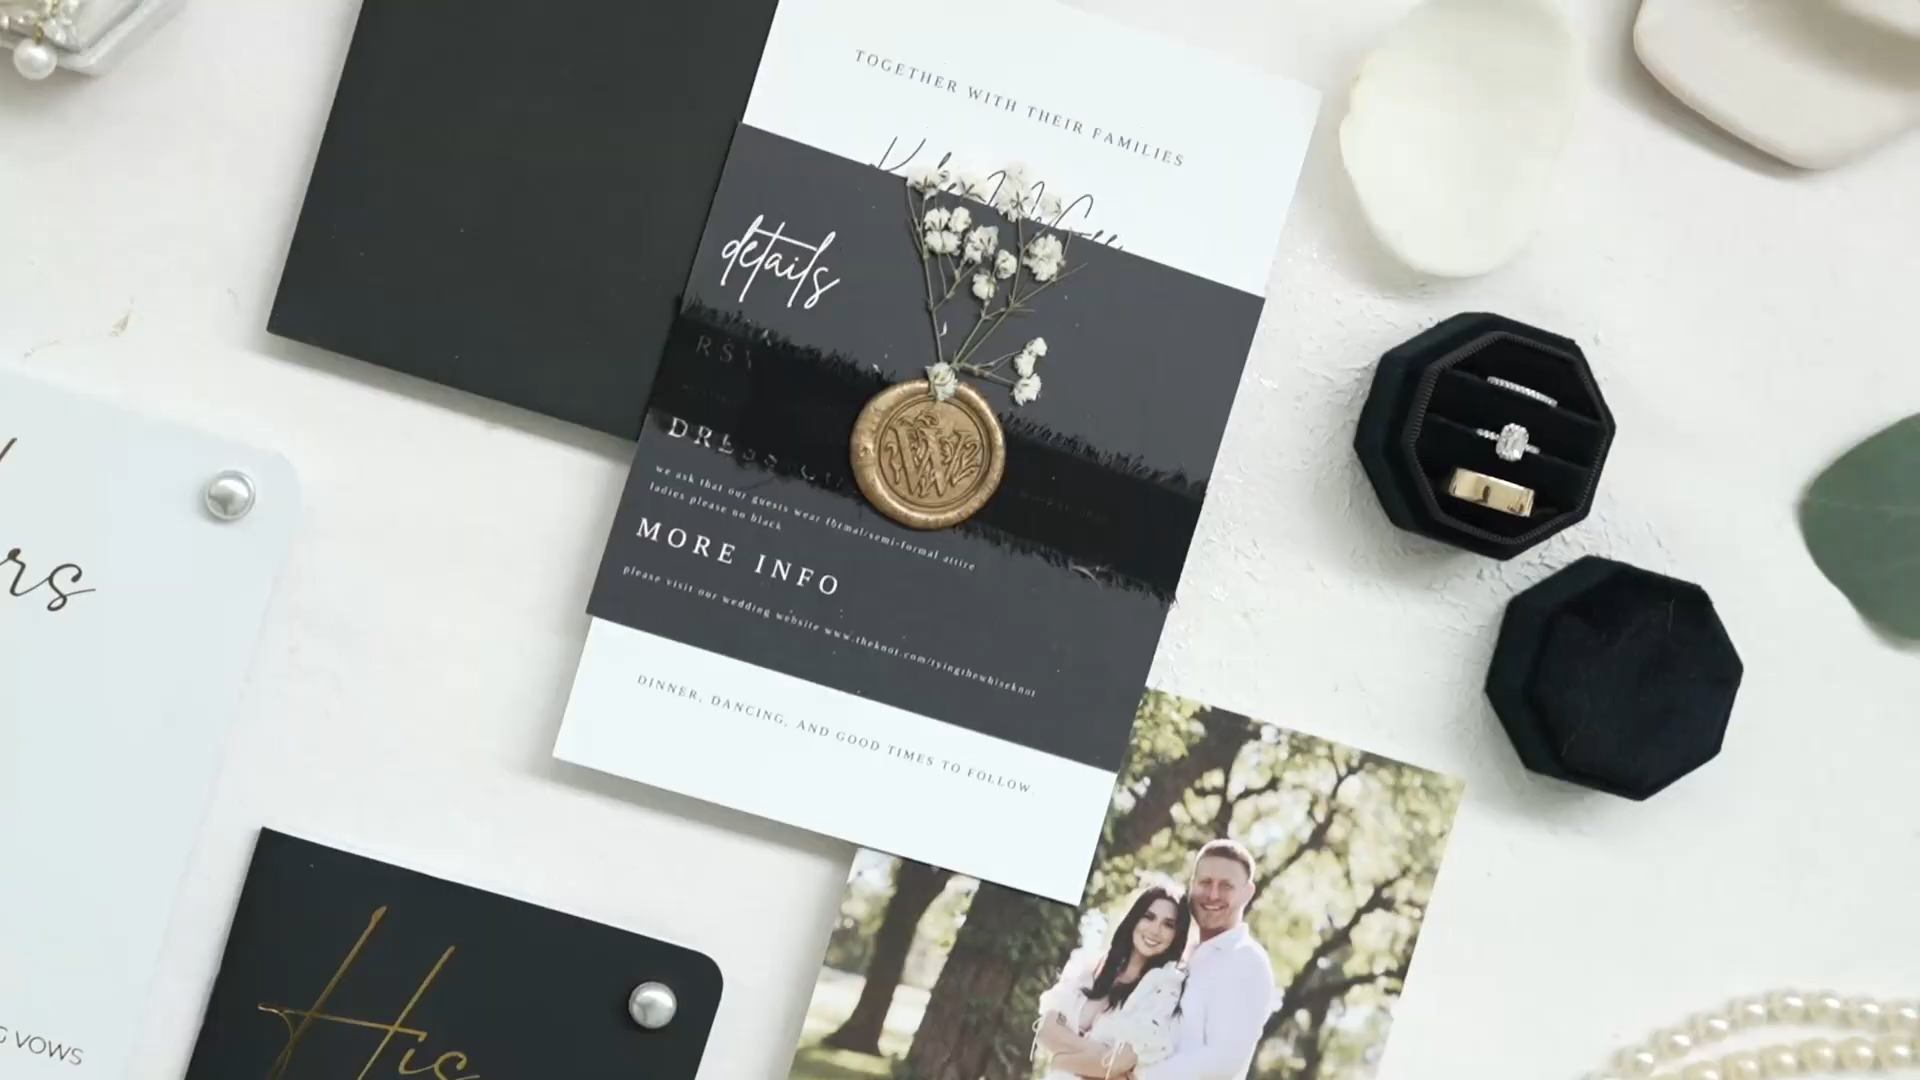 TOGETHER WITH THEIR FAMILIES
details
we ask that our guests wear formal/semi-formal attire
ladies please no black
MORE INFO
please visit our wedding website www.theknot.com/tyingthewhiseknot
DINNER, DANCING, AND GOOD TIMES TO FOLLOW.
W
VOWS
His